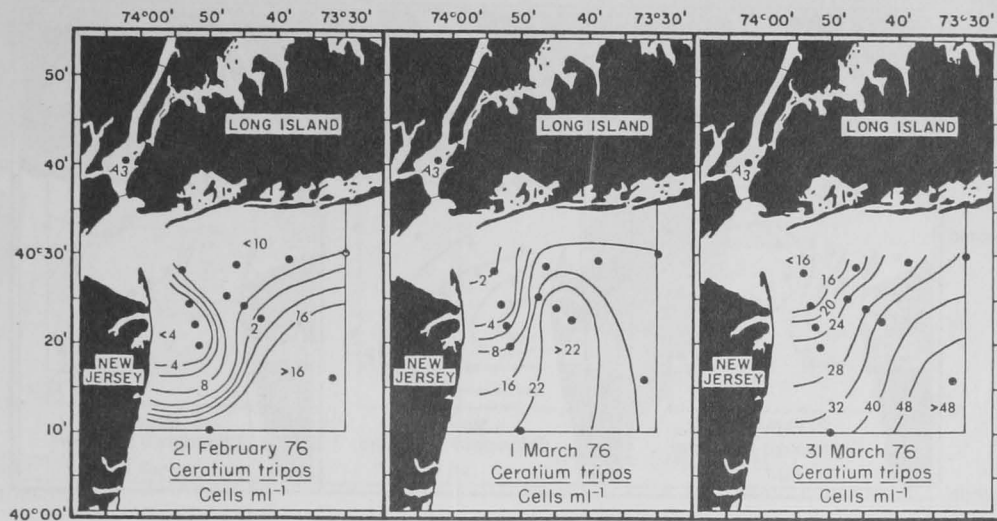 74°00' 50' 40' 73°30' 74°00' 50' 40' 73°30' 74°00' 50' 40' 73°30'
50'
40'
40°30'
20'
10'
40°00'
LONG ISLAND
A3
<10
<4
4
8
2
16
>16
NEW
JERSEY
21 February 76
Ceratium tripos
Cells ml⁻¹
LONG ISLAND
A3
2
4
8
16
22
>22
NEW
JERSEY
1 March 76
Ceratium tripos
Cells ml⁻¹
LONG ISLAND
A3
<16
16
20
24
28
32
40
48
>48
NEW
JERSEY
31 March 76
Ceratium tripos
Cells ml⁻¹